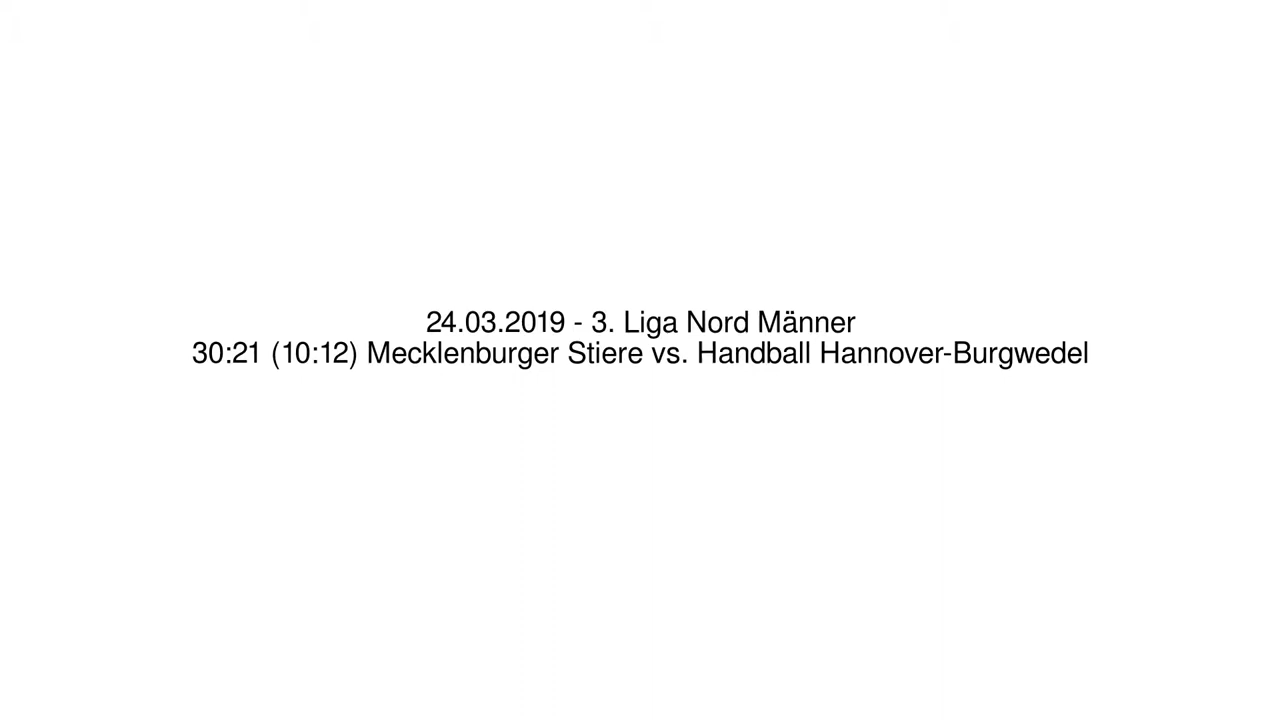 24.03.2019 - 3. Liga Nord Männer
30:21 (10:12) Mecklenburger Stiere vs. Handball Hannover-Burgwedel